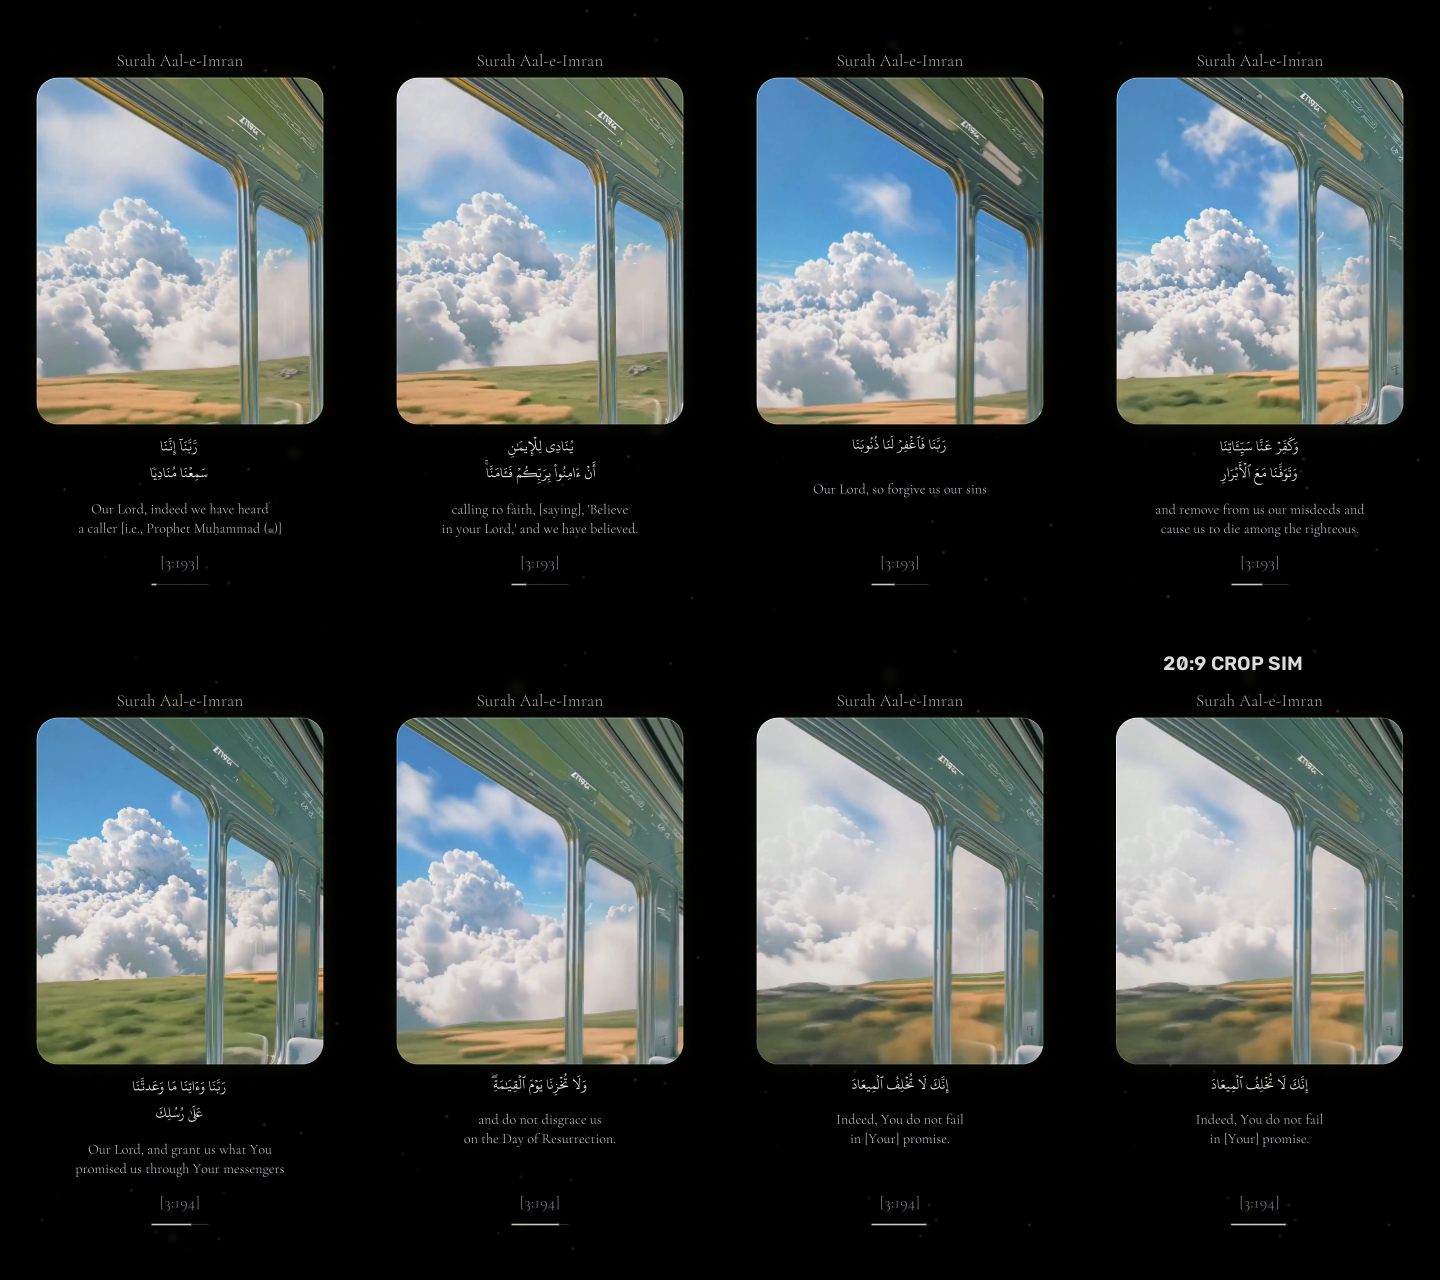 Surah Aal-e-Imran
رَّبَّنَآ إِنَّنَا
سَمِعْنَا مُنَادِيًا
Our Lord, indeed we have heard
a caller [i.e., Prophet Muḥammad (ﷺ)]
[3:193]
Surah Aal-e-Imran
يُنَادِى لِلْإِيمَٰنِ
أَنْ ءَامِنُوا۟ بِرَبِّكُمْ فَـَٔامَنَّا ۚ
calling to faith, [saying], 'Believe
in your Lord,' and we have believed.
[3:193]
Surah Aal-e-Imran
رَبَّنَا فَٱغْفِرْ لَنَا ذُنُوبَنَا
Our Lord, so forgive us our sins
[3:193]
Surah Aal-e-Imran
وَكَفِّرْ عَنَّا سَيِّـَٔاتِنَا
وَتَوَفَّنَا مَعَ ٱلْأَبْرَارِ
and remove from us our misdeeds and
cause us to die among the righteous.
[3:193]
Surah Aal-e-Imran
رَبَّنَا وَءَاتِنَا مَا وَعَدتَّنَا
عَلَىٰ رُسُلِكَ
Our Lord, and grant us what You
promised us through Your messengers
[3:194]
Surah Aal-e-Imran
وَلَا تُخْزِنَا يَوْمَ ٱلْقِيَٰمَةِ ۗ
and do not disgrace us
on the Day of Resurrection.
[3:194]
Surah Aal-e-Imran
إِنَّكَ لَا تُخْلِفُ ٱلْمِيعَادَ
Indeed, You do not fail
in [Your] promise.
[3:194]
20:9 CROP SIM
Surah Aal-e-Imran
إِنَّكَ لَا تُخْلِفُ ٱلْمِيعَادَ
Indeed, You do not fail
in [Your] promise.
[3:194]